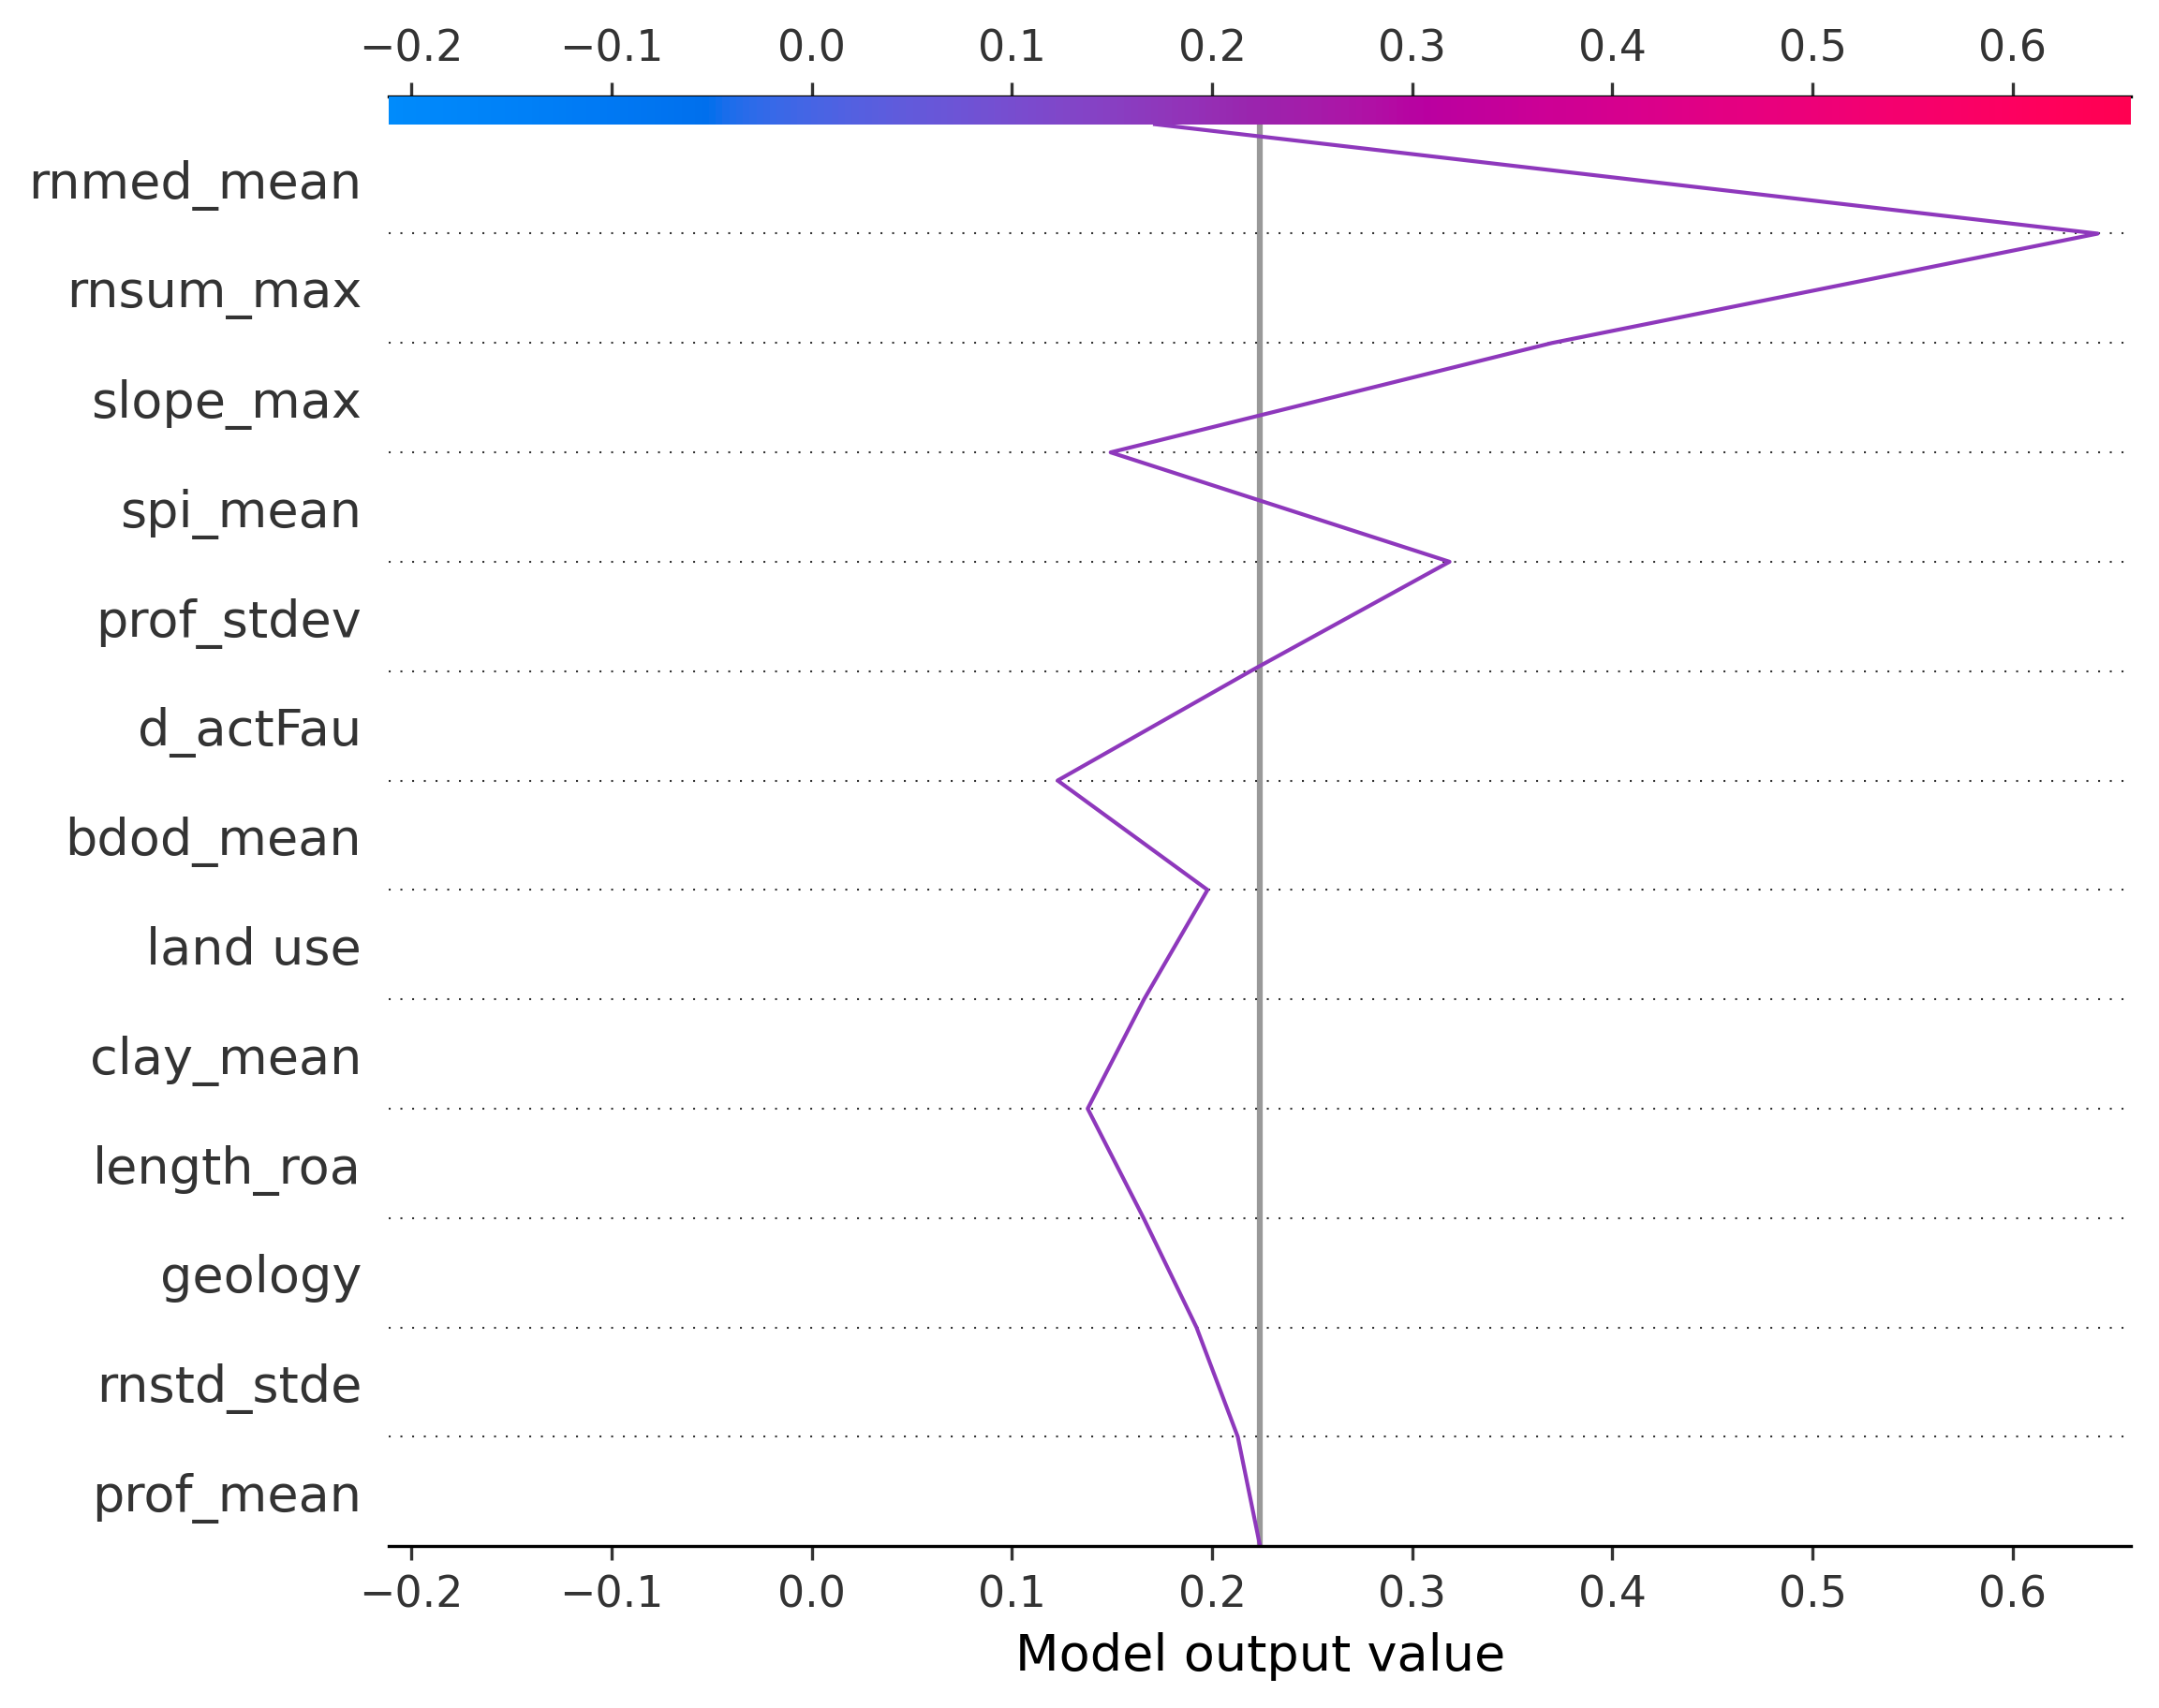 −0.2 −0.1 0.0 0.1 0.2 0.3 0.4 0.5 0.6
rnmed_mean
rnsum_max
slope_max
spi_mean
prof_stdev
d_actFau
bdod_mean
land use
clay_mean
length_roa
geology
rnstd_stde
prof_mean
−0.2 −0.1 0.0 0.1 0.2 0.3 0.4 0.5 0.6
Model output value